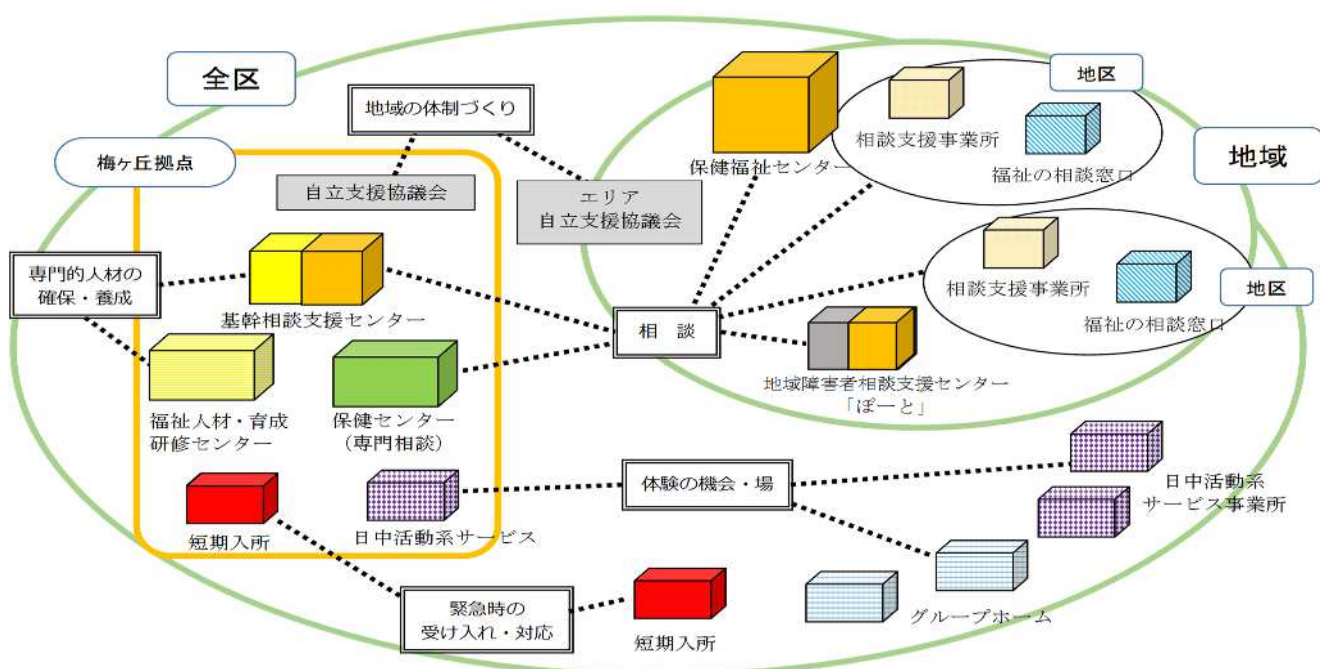 全区
地域の体制づくり
地区
相談支援事業所
保健福祉センター
福祉の相談窓口
地域
梅ヶ丘拠点
自立支援協議会
エリア
自立支援協議会
専門的人材の
確保・養成
基幹相談支援センター
相談支援事業所
地区
福祉の相談窓口
相 談
地域障害者相談支援センター
「ぽーと」
福祉人材・育成
研修センター
保健センター
（専門相談）
体験の機会・場
日中活動系
サービス事業所
短期入所
日中活動系サービス
緊急時の
受け入れ・対応
短期入所
グループホーム